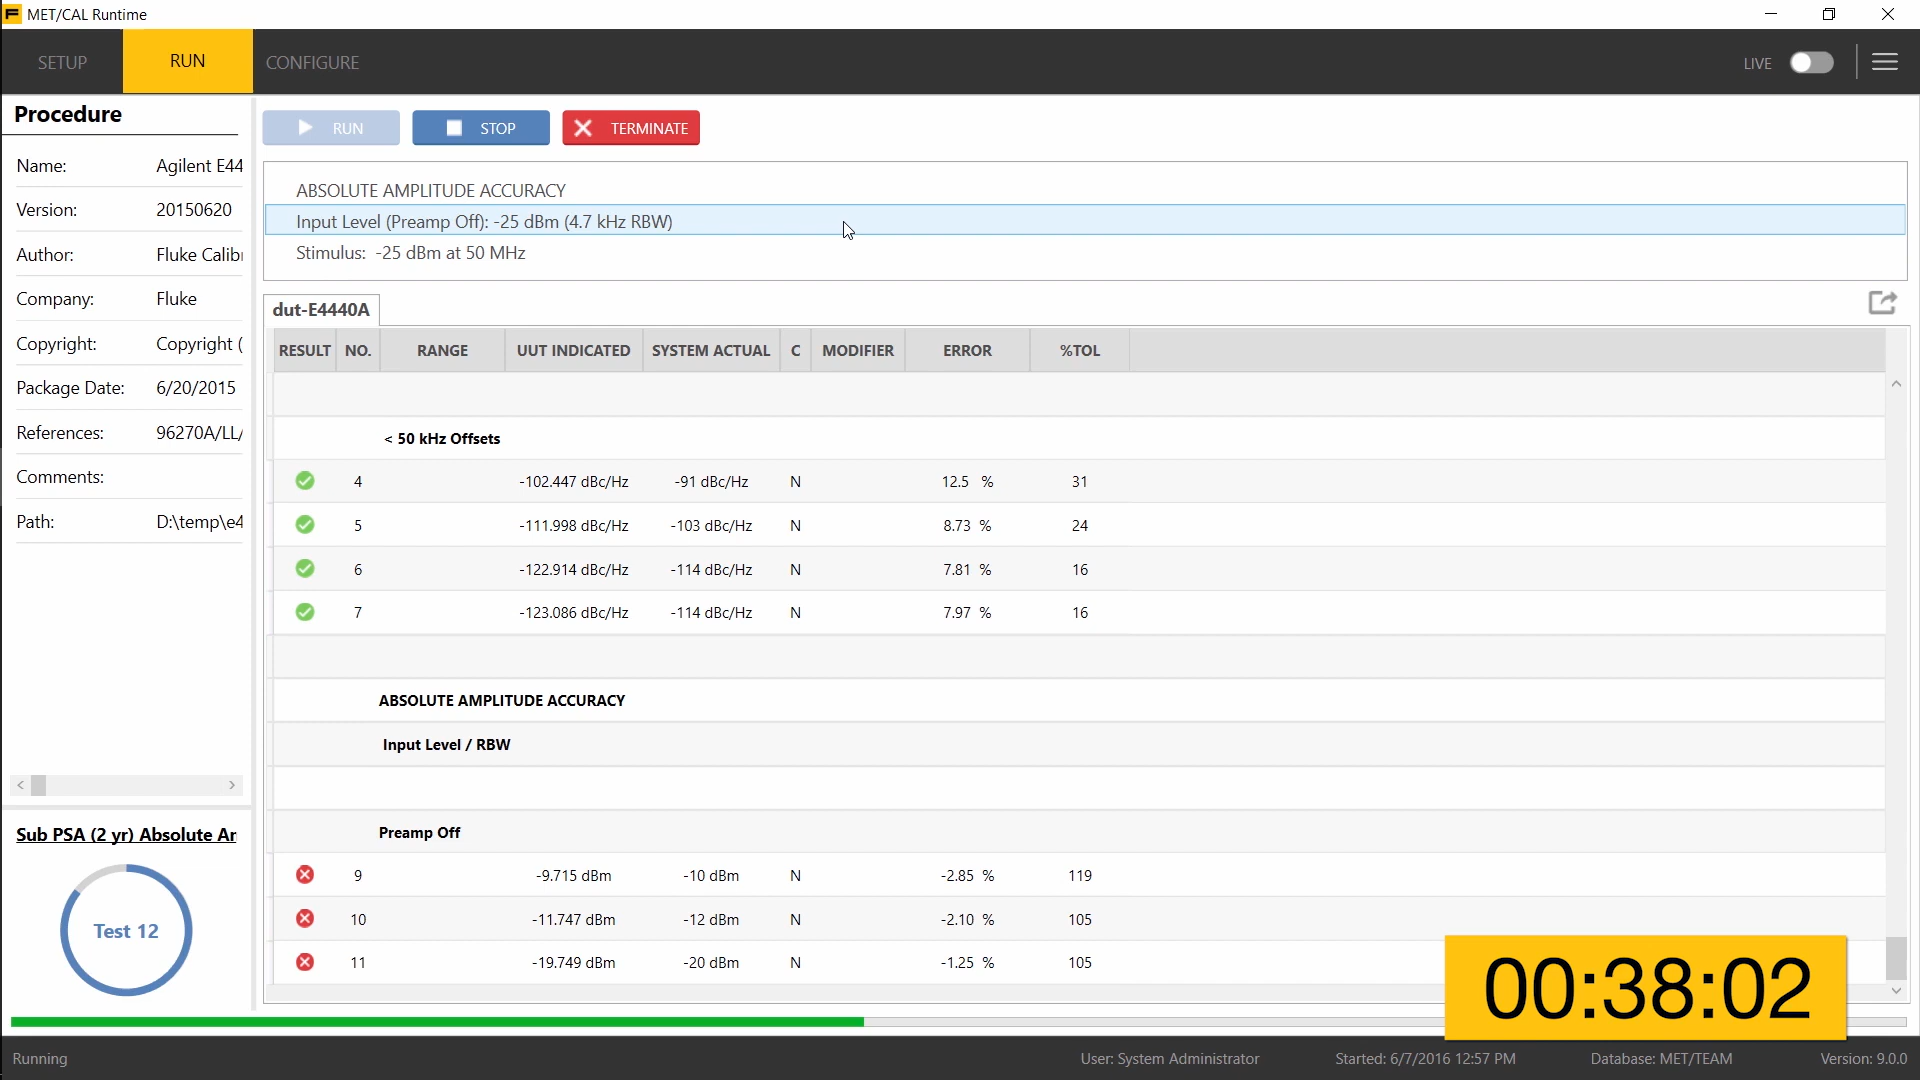 MET/CAL Runtime
SETUP RUN CONFIGURE LIVE
Procedure
Name: Agilent E44
Version: 20150620
Author: Fluke Calib
Company: Fluke
Copyright: Copyright (
Package Date: 6/20/2015
References: 96270A/LL/
Comments:
Path: D:\temp\e4
Sub PSA (2 yr) Absolute Ar
Test 12
RUN STOP TERMINATE
ABSOLUTE AMPLITUDE ACCURACY
Input Level (Preamp Off): -25 dBm (4.7 kHz RBW)
Stimulus: -25 dBm at 50 MHz
dut-E4440A
RESULT NO. RANGE UUT INDICATED SYSTEM ACTUAL C MODIFIER ERROR %TOL
< 50 kHz Offsets
4 -102.447 dBc/Hz -91 dBc/Hz N 12.5 % 31
5 -111.998 dBc/Hz -103 dBc/Hz N 8.73 % 24
6 -122.914 dBc/Hz -114 dBc/Hz N 7.81 % 16
7 -123.086 dBc/Hz -114 dBc/Hz N 7.97 % 16
ABSOLUTE AMPLITUDE ACCURACY
Input Level / RBW
Preamp Off
9 -9.715 dBm -10 dBm N -2.85 % 119
10 -11.747 dBm -12 dBm N -2.10 % 105
11 -19.749 dBm -20 dBm N -1.25 % 105
00:38:02
Running User: System Administrator Started: 6/7/2016 12:57 PM Database: MET/TEAM Version: 9.0.0